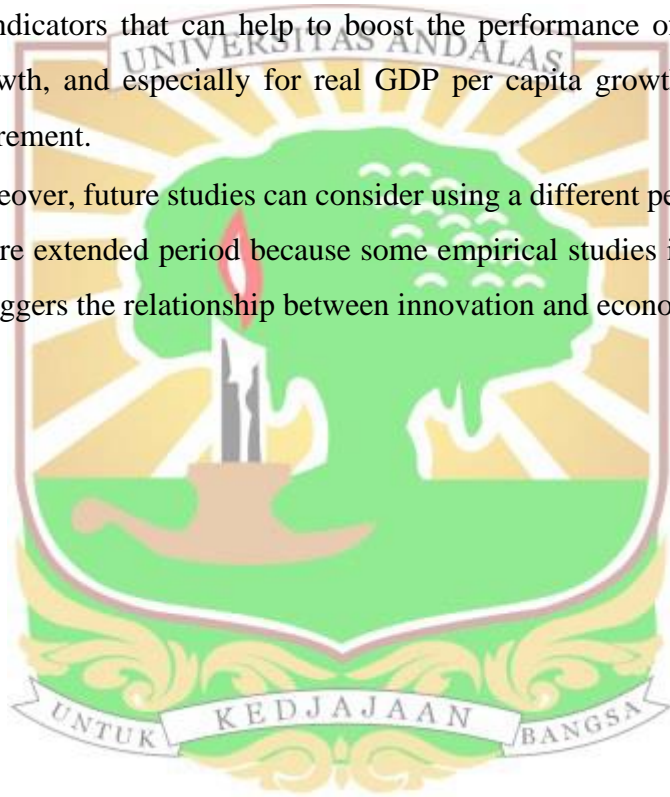 ndicators that can help to boost the performance of
UNIVERSITAS ANDALAS
wth, and especially for real GDP per capita growth
rement.
eover, future studies can consider using a different pe
re extended period because some empirical studies i
ggers the relationship between innovation and econo
UNTUK KEDJAJAAN BANGSA